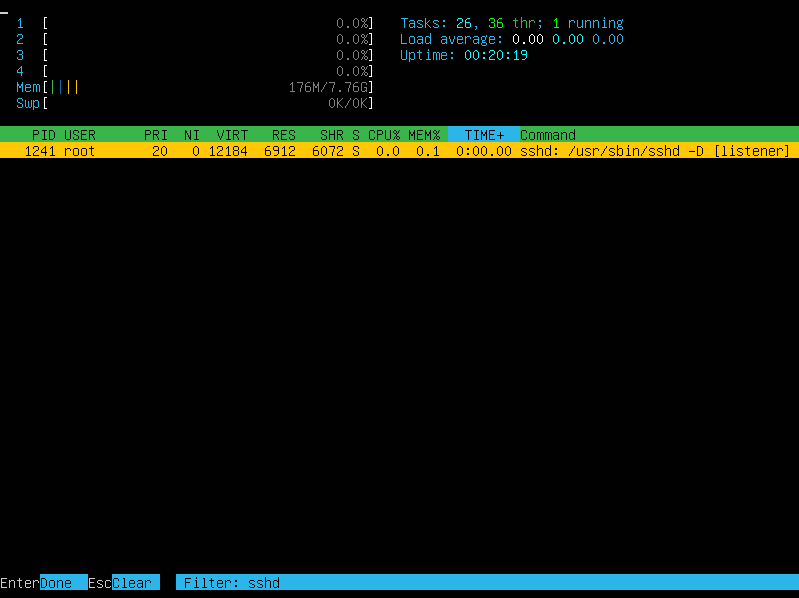 1 [ 0.0%] Tasks: 26, 36 thr; 1 running
2 [ 0.0%] Load average: 0.00 0.00 0.00
3 [ 0.0%] Uptime: 00:20:19
4 [ 0.0%]
Mem[|||| 176M/7.76G]
Swp[ 0K/0K]
PID USER PRI NI VIRT RES SHR S CPU% MEM% TIME+ Command
1241 root 20 0 12184 6912 6072 S 0.0 0.1 0:00.00 sshd: /usr/sbin/sshd -D [listener]
EnterDone EscClear Filter: sshd